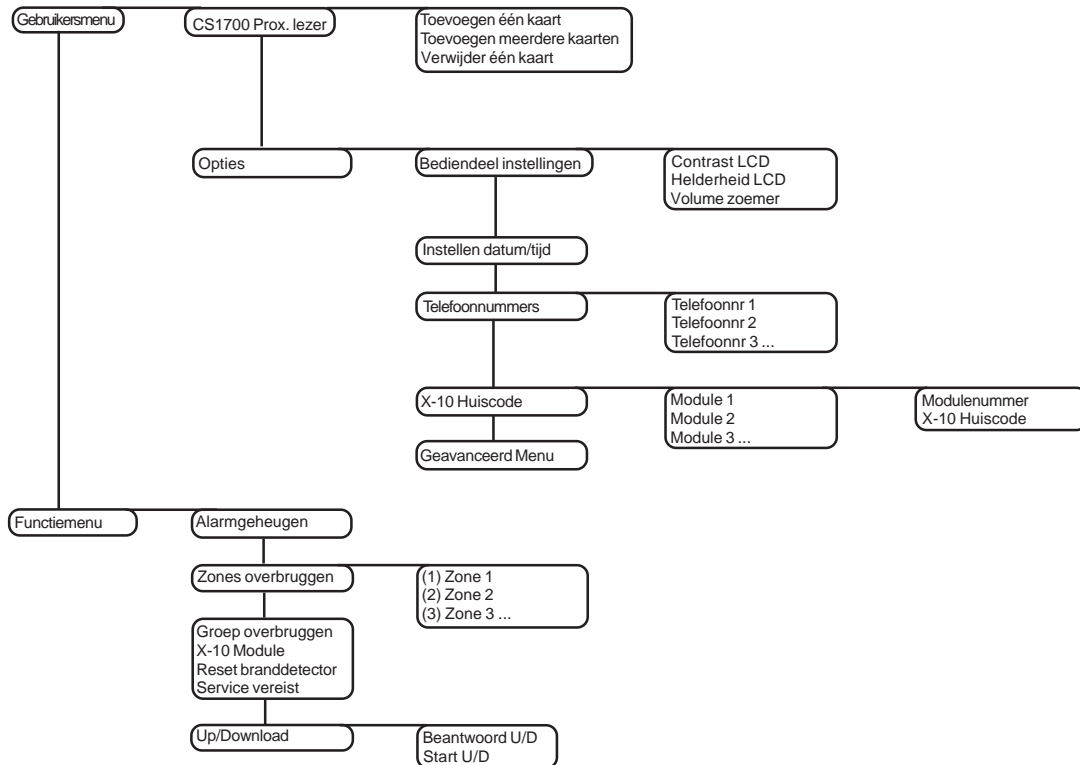 Gebruikersmenu
CS1700 Prox. lezer
Toevoegen één kaart
Toevoegen meerdere kaarten
Verwijder één kaart
Opties
Bediendeel instellingen
Contrast LCD
Helderheid LCD
Volume zoemer
Instellen datum/tijd
Telefoonnummers
Telefoonnr 1
Telefoonnr 2
Telefoonnr 3 ...
X-10 Huiscode
Module 1
Module 2
Module 3 ...
Modulenummer
X-10 Huiscode
Geavanceerd Menu
Functiemenu
Alarmgeheugen
Zones overbruggen
(1) Zone 1
(2) Zone 2
(3) Zone 3 ...
Groep overbruggen
X-10 Module
Reset branddetector
Service vereist
Up/Download
Beantwoord U/D
Start U/D